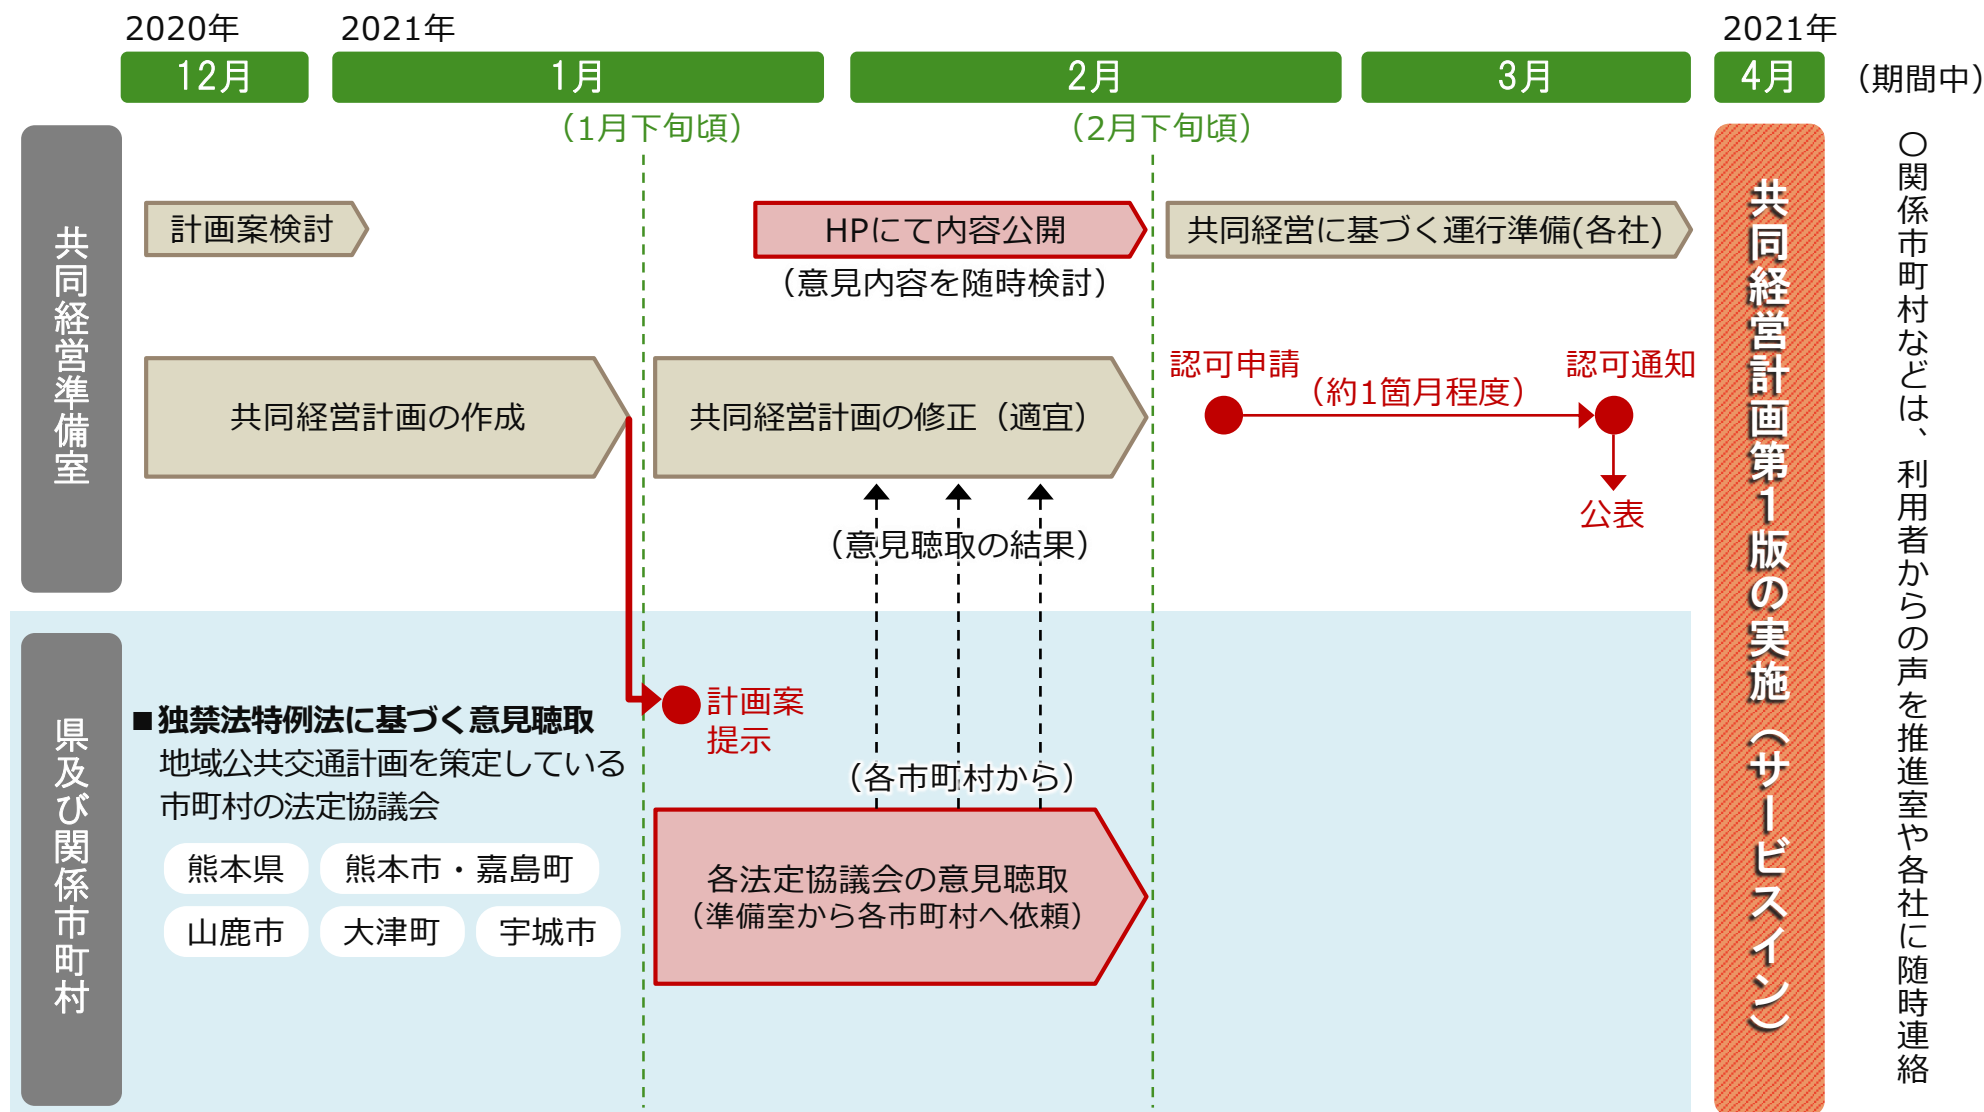 2020年
2021年
2021年
12月
1月
2月
3月
4月
（期間中）
（1月下旬頃）
（2月下旬頃）
共同経営準備室
計画案検討
HPにて内容公開
（意見内容を随時検討）
共同経営に基づく運行準備(各社)
共同経営計画の作成
共同経営計画の修正（適宜）
認可申請
（約1箇月程度）
認可通知
公表
（意見聴取の結果）
県及び関係市町村
■独禁法特例法に基づく意見聴取
地域公共交通計画を策定している
市町村の法定協議会
熊本県
熊本市・嘉島町
山鹿市
大津町
宇城市
計画案
提示
（各市町村から）
各法定協議会の意見聴取
（準備室から各市町村へ依頼）
共同経営計画第１版の実施（サービスイン）
〇関係市町村などは、利用者からの声を推進室や各社に随時連絡